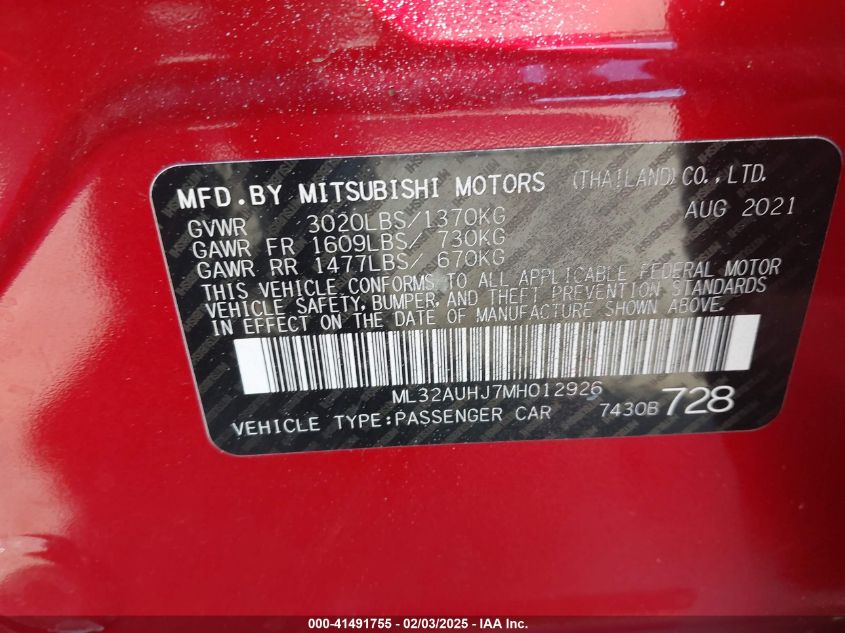 MFD.BY MITSUBISHI MOTORS (THAILAND) CO.,LTD.
GVWR 3020LBS/1370KG AUG 2021
GAWR FR 1609LBS/ 730KG
GAWR RR 1477LBS/ 670KG
THIS VEHICLE CONFORMS TO ALL APPLICABLE FEDERAL MOTOR
VEHICLE SAFETY, BUMPER, AND THEFT PREVENTION STANDARDS
IN EFFECT ON THE DATE OF MANUFACTURE SHOWN ABOVE.
ML32AUHJ7MH012926
VEHICLE TYPE:PASSENGER CAR 7430B 728
000-41491755 — 02/03/2025 — IAA Inc.